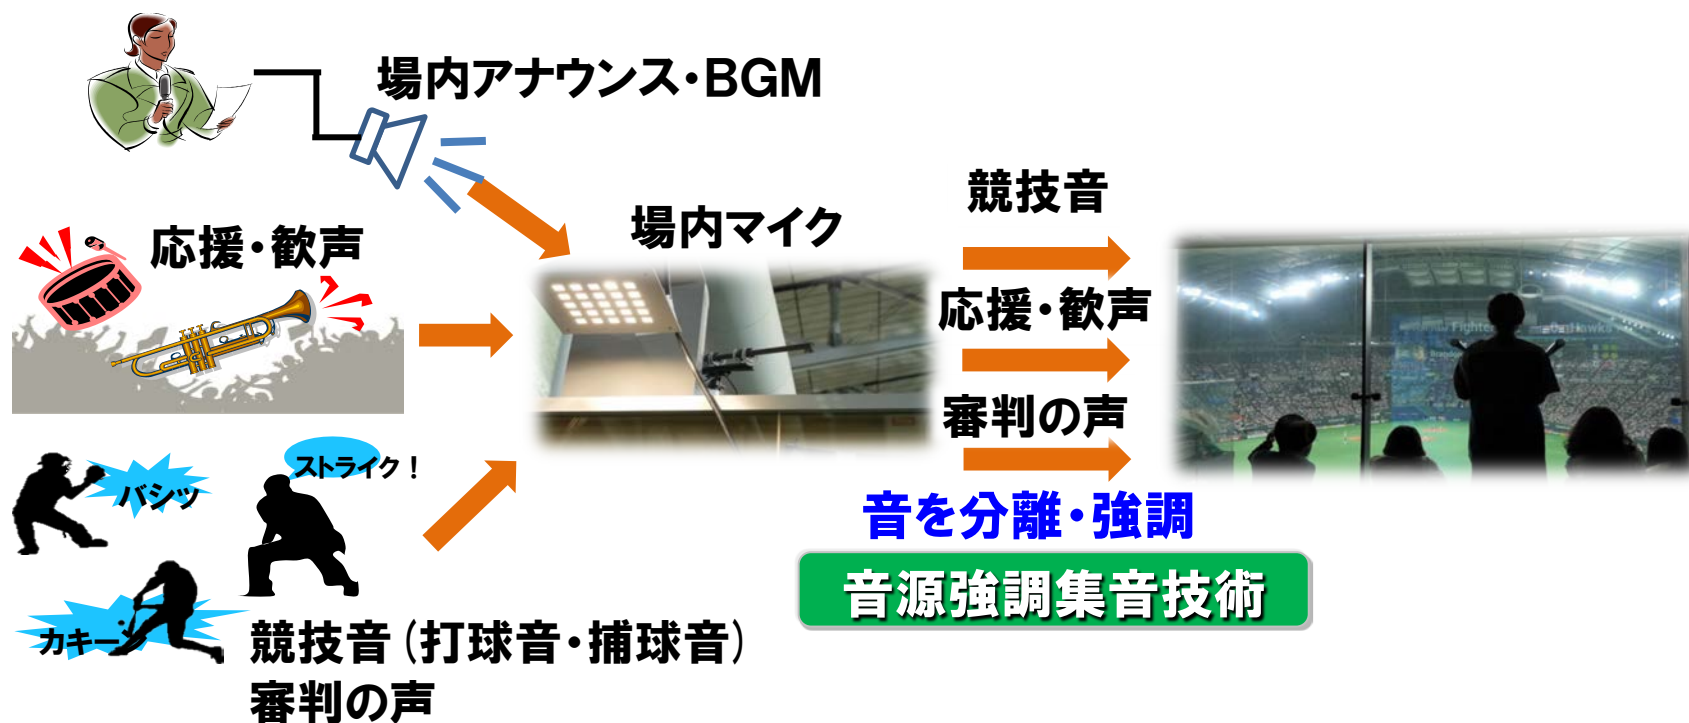 場内アナウンス・BGM
応援・歓声
バシッ
ストライク！
カキーン
競技音(打球音・捕球音)
審判の声
場内マイク
競技音
応援・歓声
審判の声
音を分離・強調
音源強調集音技術
Fighters
Hawks